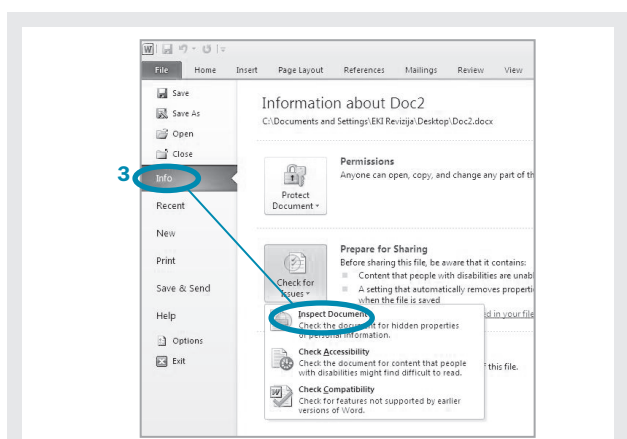 W
File Home Insert Page Layout References Mailings Review View
Save
Save As
Open
Close
3
Info
Recent
New
Print
Save & Send
Help
Options
Exit
Information about Doc2
C:\Documents and Settings\EKI Revizija\Desktop\Doc2.docx
Protect
Document
Permissions
Anyone can open, copy, and change any part of th
Check for
Issues
Prepare for Sharing
Before sharing this file, be aware that it contains:
Content that people with disabilities are unabl
A setting that automatically removes properti
when the file is saved
d in your file
Inspect Document
Check the document for hidden properties
or personal information.
Check Accessibility
Check the document for content that people
with disabilities might find difficult to read.
f this file.
Check Compatibility
Check for features not supported by earlier
versions of Word.